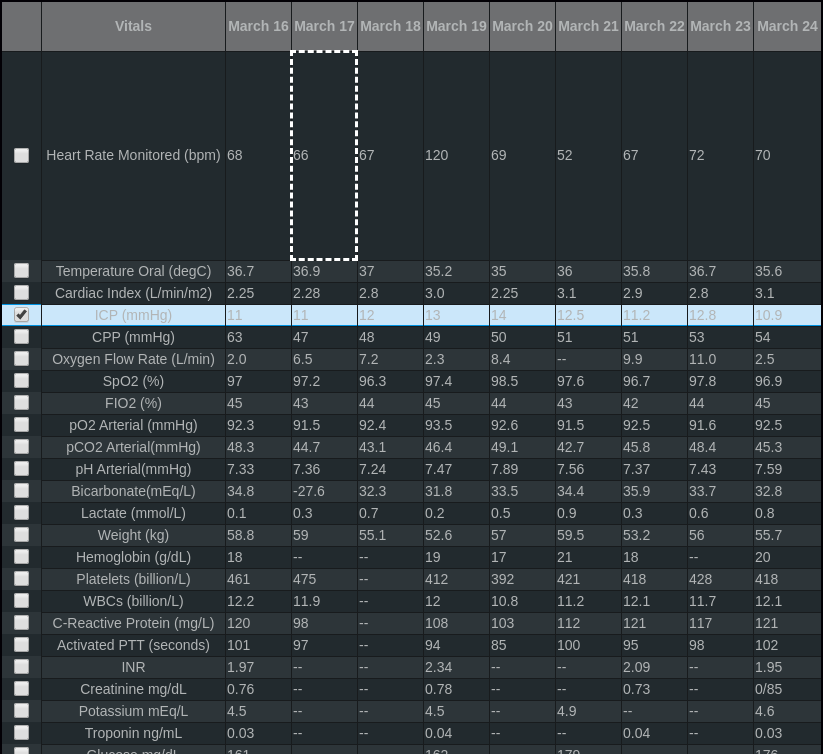 Vitals March 16 March 17 March 18 March 19 March 20 March 21 March 22 March 23 March 24
Heart Rate Monitored (bpm) 68 66 67 120 69 52 67 72 70
Temperature Oral (degC) 36.7 36.9 37 35.2 35 36 35.8 36.7 35.6
Cardiac Index (L/min/m2) 2.25 2.28 2.8 3.0 2.25 3.1 2.9 2.8 3.1
ICP (mmHg) 11 11 12 13 14 12.5 11.2 12.8 10.9
CPP (mmHg) 63 47 48 49 50 51 51 53 54
Oxygen Flow Rate (L/min) 2.0 6.5 7.2 2.3 8.4 -- 9.9 11.0 2.5
SpO2 (%) 97 97.2 96.3 97.4 98.5 97.6 96.7 97.8 96.9
FIO2 (%) 45 43 44 45 44 43 42 44 45
pO2 Arterial (mmHg) 92.3 91.5 92.4 93.5 92.6 91.5 92.5 91.6 92.5
pCO2 Arterial(mmHg) 48.3 44.7 43.1 46.4 49.1 42.7 45.8 48.4 45.3
pH Arterial(mmHg) 7.33 7.36 7.24 7.47 7.89 7.56 7.37 7.43 7.59
Bicarbonate(mEq/L) 34.8 -27.6 32.3 31.8 33.5 34.4 35.9 33.7 32.8
Lactate (mmol/L) 0.1 0.3 0.7 0.2 0.5 0.9 0.3 0.6 0.8
Weight (kg) 58.8 59 55.1 52.6 57 59.5 53.2 56 55.7
Hemoglobin (g/dL) 18 -- -- 19 17 21 18 -- 20
Platelets (billion/L) 461 475 -- 412 392 421 418 428 418
WBCs (billion/L) 12.2 11.9 -- 12 10.8 11.2 12.1 11.7 12.1
C-Reactive Protein (mg/L) 120 98 -- 108 103 112 121 117 121
Activated PTT (seconds) 101 97 -- 94 85 100 95 98 102
INR 1.97 -- -- 2.34 -- -- 2.09 -- 1.95
Creatinine mg/dL 0.76 -- -- 0.78 -- -- 0.73 -- 0/85
Potassium mEq/L 4.5 -- -- 4.5 -- 4.9 -- -- 4.6
Troponin ng/mL 0.03 -- -- 0.04 -- -- 0.04 -- 0.03
Glucose mg/dL 161 162